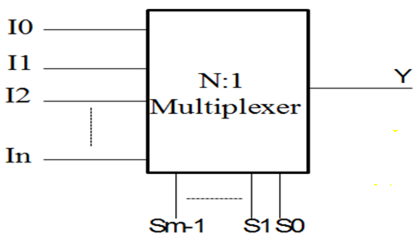 I0
I1
I2
In
N:1
Multiplexer
Y
Sm-1 S1 S0